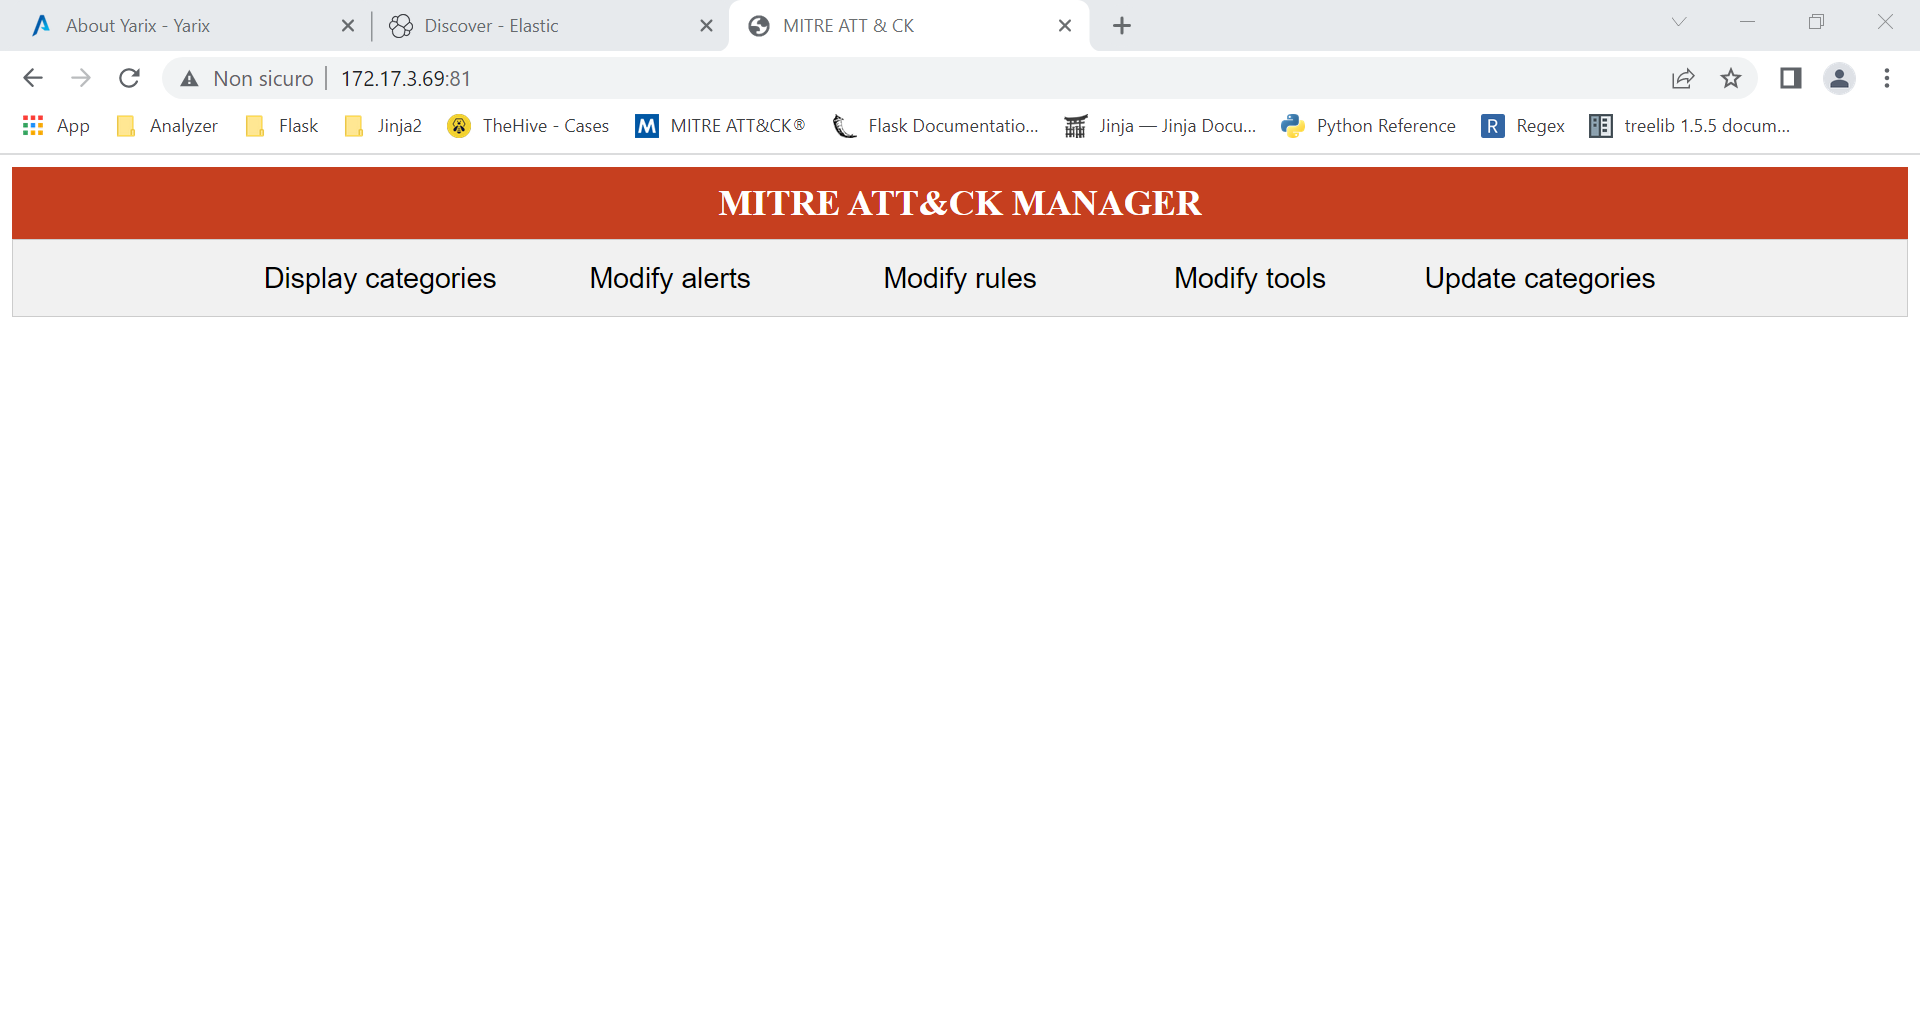 About Yarix - Yarix Discover - Elastic MITRE ATT & CK
Non sicuro 172.17.3.69:81
App Analyzer Flask Jinja2 TheHive - Cases M MITRE ATT&CK® Flask Documentatio... Jinja — Jinja Docu... Python Reference R Regex treelib 1.5.5 docum...
MITRE ATT&CK MANAGER
Display categories Modify alerts Modify rules Modify tools Update categories